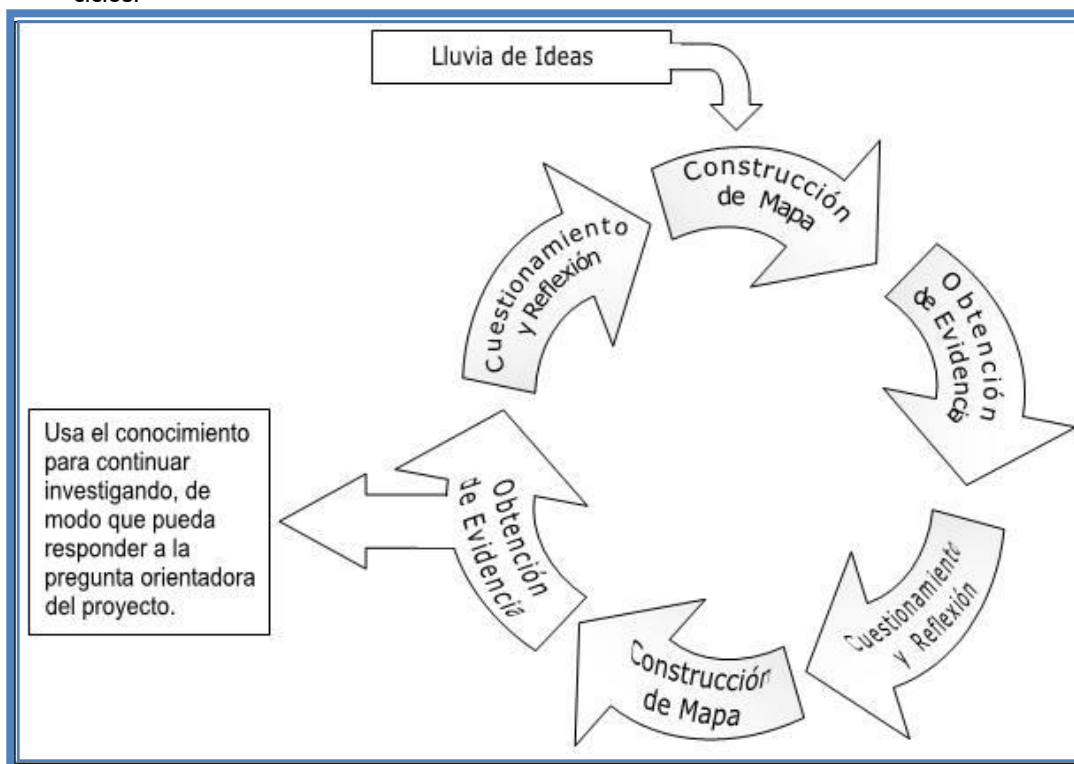 Lluvia de Ideas
Construcción
de Mapa
Obtención
de Evidencia
Cuestionamiento
y Reflexión
Construcción
de Mapa
Obtención
de Evidencia
Cuestionamiento
y Reflexión
Usa el conocimiento
para continuar
investigando, de
modo que pueda
responder a la
pregunta orientadora
del proyecto.